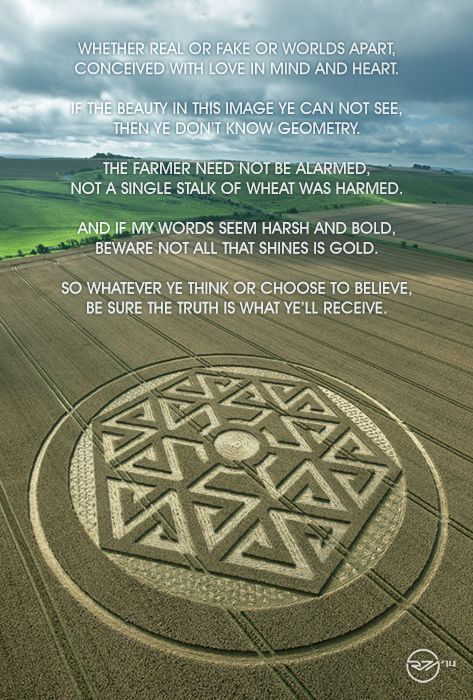 WHETHER REAL OR FAKE OR WORLDS APART,
CONCEIVED WITH LOVE IN MIND AND HEART.
IF THE BEAUTY IN THIS IMAGE YE CAN NOT SEE,
THEN YE DON'T KNOW GEOMETRY.
THE FARMER NEED NOT BE ALARMED,
NOT A SINGLE STALK OF WHEAT WAS HARMED.
AND IF MY WORDS SEEM HARSH AND BOLD,
BEWARE NOT ALL THAT SHINES IS GOLD.
SO WHATEVER YE THINK OR CHOOSE TO BELIEVE,
BE SURE THE TRUTH IS WHAT YE'LL RECEIVE.
'14